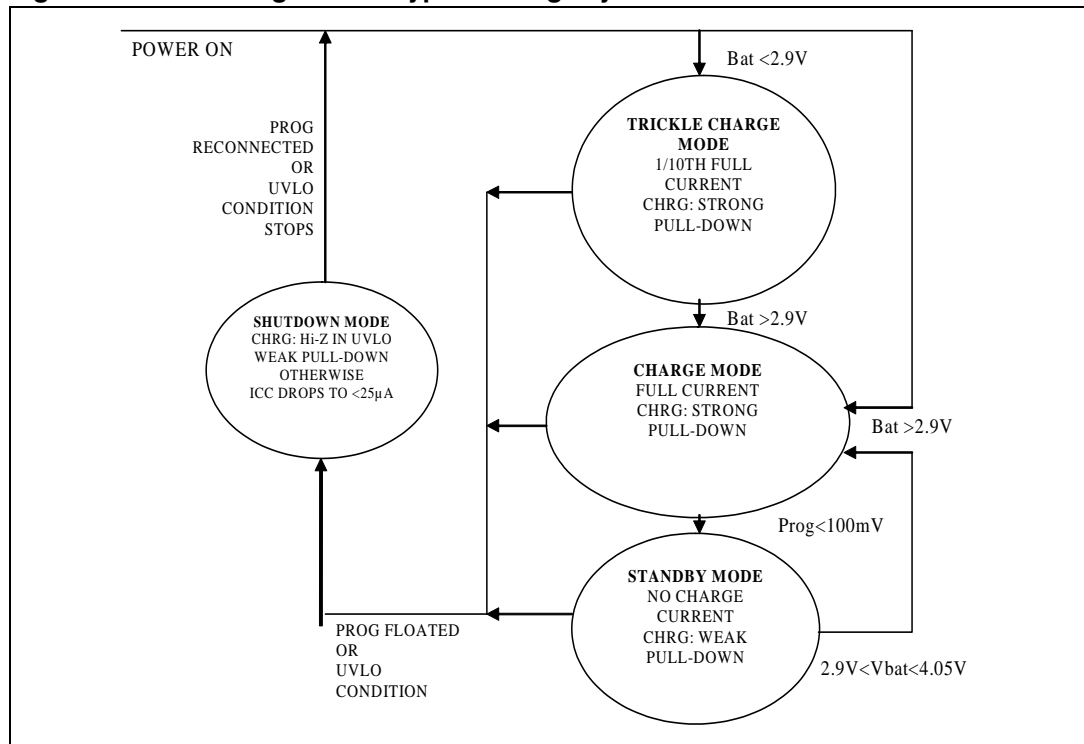 POWER ON
Bat <2.9V
PROG
RECONNECTED
OR
UVLO
CONDITION
STOPS
TRICKLE CHARGE
MODE
1/10TH FULL
CURRENT
CHRG: STRONG
PULL-DOWN
Bat >2.9V
SHUTDOWN MODE
CHRG: Hi-Z IN UVLO
WEAK PULL-DOWN
OTHERWISE
ICC DROPS TO <25µA
CHARGE MODE
FULL CURRENT
CHRG: STRONG
PULL-DOWN
Bat >2.9V
Prog<100mV
STANDBY MODE
NO CHARGE
CURRENT
CHRG: WEAK
PULL-DOWN
PROG FLOATED
OR
UVLO
CONDITION
2.9V<Vbat<4.05V